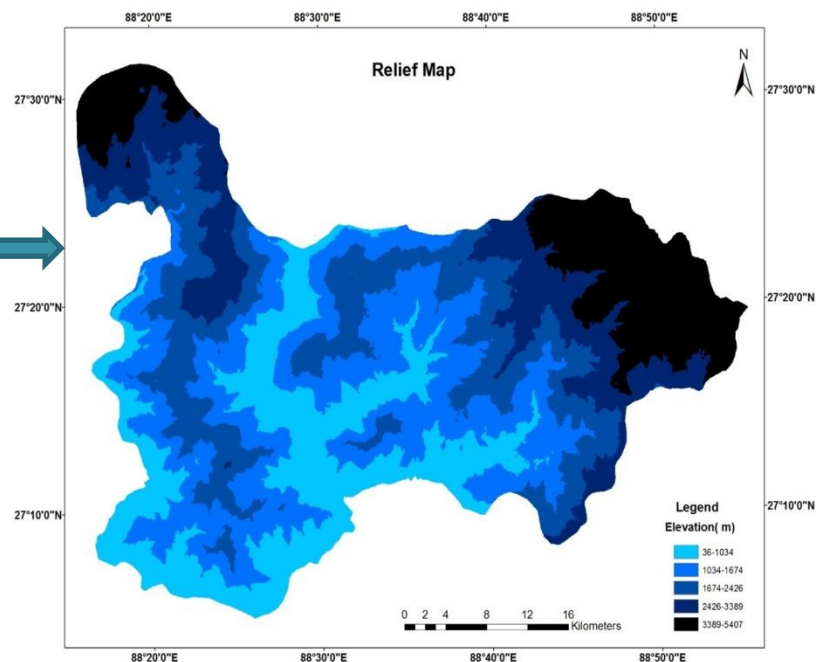 88°20'0"E 88°30'0"E 88°40'0"E 88°50'0"E
Relief Map
N
27°30'0"N 27°30'0"N
27°20'0"N 27°20'0"N
27°10'0"N 27°10'0"N
Legend
Elevation( m)
36-1034
1034-1674
1674-2426
2426-3389
3389-5407
0 2 4 8 12 16
Kilometers
88°20'0"E 88°30'0"E 88°40'0"E 88°50'0"E